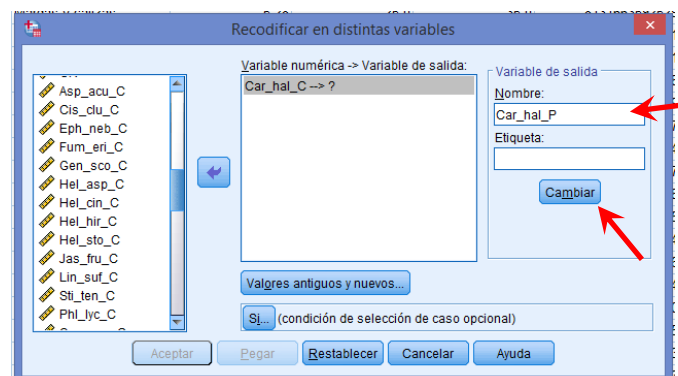 Recodificar en distintas variables
Asp_acu_C
Cis_clu_C
Eph_neb_C
Fum_eri_C
Gen_sco_C
Hel_asp_C
Hel_cin_C
Hel_hir_C
Hel_sto_C
Jas_fru_C
Lin_suf_C
Sti_ten_C
Phl_lyc_C
Variable numérica -> Variable de salida:
Car_hal_C --> ?
Variable de salida
Nombre:
Car_hal_P
Etiqueta:
Cambiar
Valores antiguos y nuevos...
Si... (condición de selección de caso opcional)
Aceptar Pegar Restablecer Cancelar Ayuda